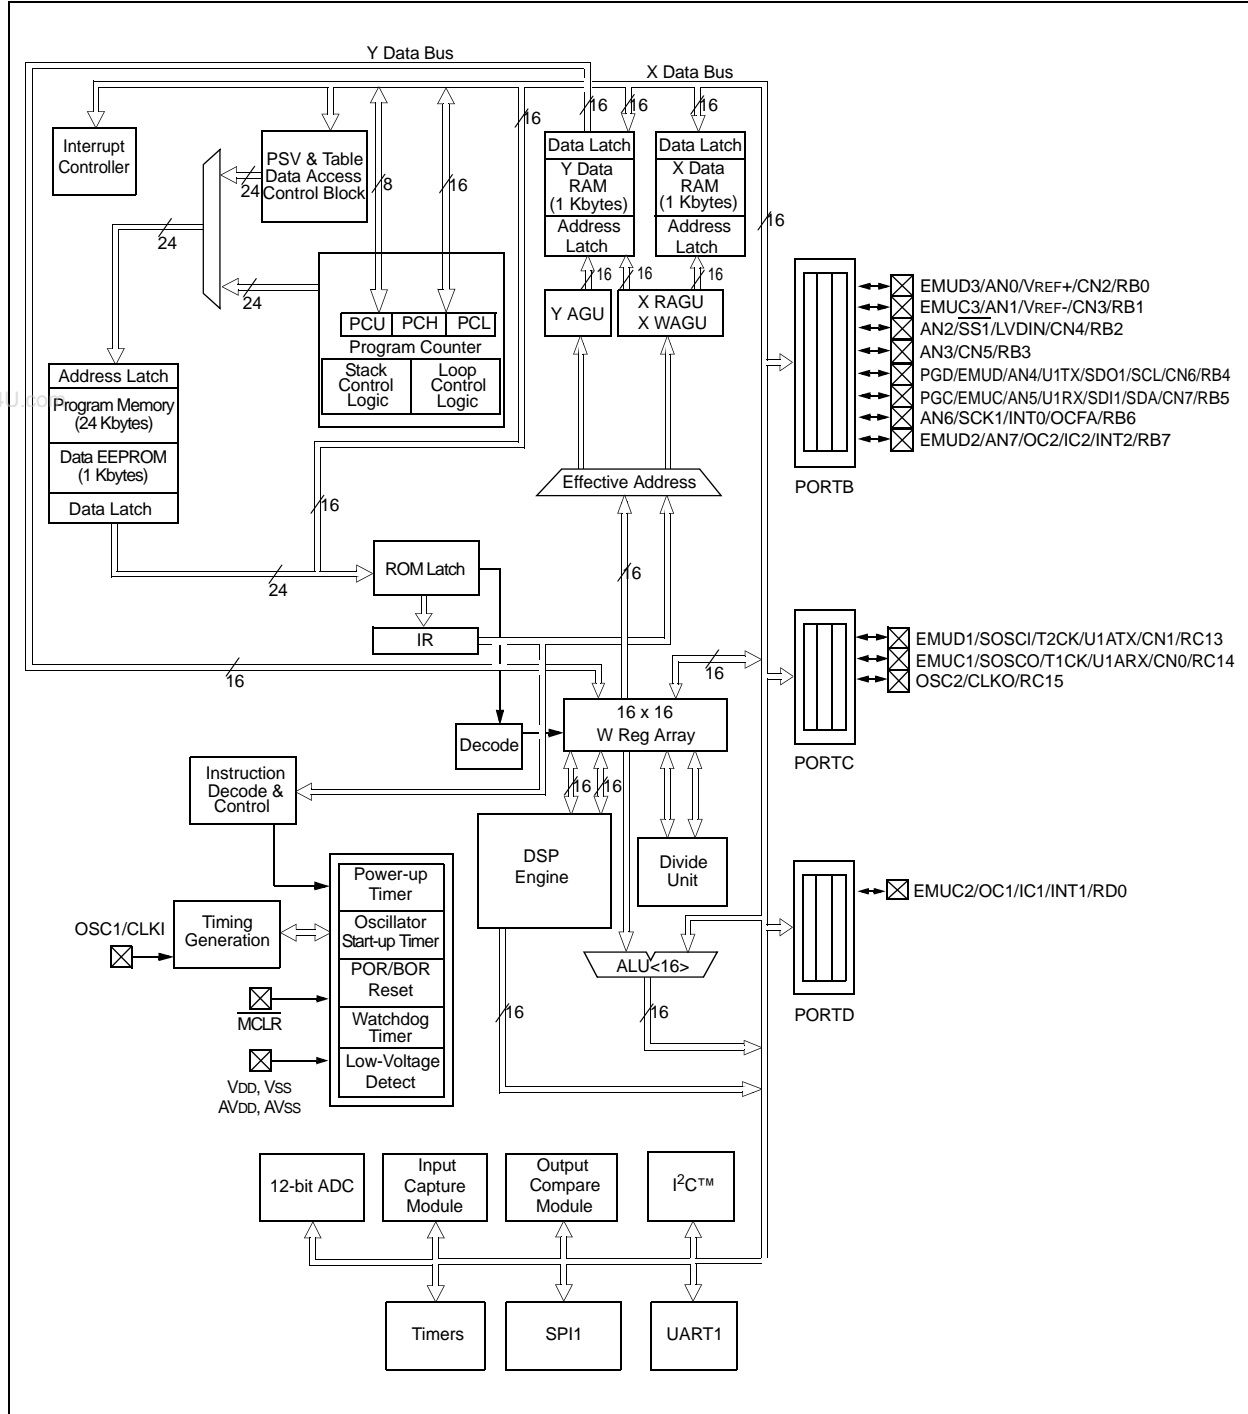 Y Data Bus
X Data Bus
16
16
16
16
Interrupt
Controller
PSV & Table
Data Access
Control Block
24
8
16
Data Latch
Y Data
RAM
(1 Kbytes)
Address
Latch
Data Latch
X Data
RAM
(1 Kbytes)
Address
Latch
16
24
24
16
16
16
Y AGU
X RAGU
X WAGU
PCU
PCH
PCL
Program Counter
Stack
Control
Logic
Loop
Control
Logic
Address Latch
4U.com
Program Memory
(24 Kbytes)
Data EEPROM
(1 Kbytes)
Data Latch
Effective Address
16
24
ROM Latch
16
IR
16
16
16 x 16
W Reg Array
Decode
Instruction
Decode &
Control
16
16
DSP
Engine
Divide
Unit
Power-up
Timer
Oscillator
Start-up Timer
POR/BOR
Reset
Watchdog
Timer
Low-Voltage
Detect
OSC1/CLKI
Timing
Generation
MCLR
VDD, VSS
AVDD, AVSS
ALU<16>
16
16
EMUD3/AN0/VREF+/CN2/RB0
EMUC3/AN1/VREF-/CN3/RB1
AN2/SS1/LVDIN/CN4/RB2
AN3/CN5/RB3
PGD/EMUD/AN4/U1TX/SDO1/SCL/CN6/RB4
PGC/EMUC/AN5/U1RX/SDI1/SDA/CN7/RB5
AN6/SCK1/INT0/OCFA/RB6
EMUD2/AN7/OC2/IC2/INT2/RB7
PORTB
EMUD1/SOSCI/T2CK/U1ATX/CN1/RC13
EMUC1/SOSCO/T1CK/U1ARX/CN0/RC14
OSC2/CLKO/RC15
PORTC
EMUC2/OC1/IC1/INT1/RD0
PORTD
12-bit ADC
Input
Capture
Module
Output
Compare
Module
I²C™
Timers
SPI1
UART1